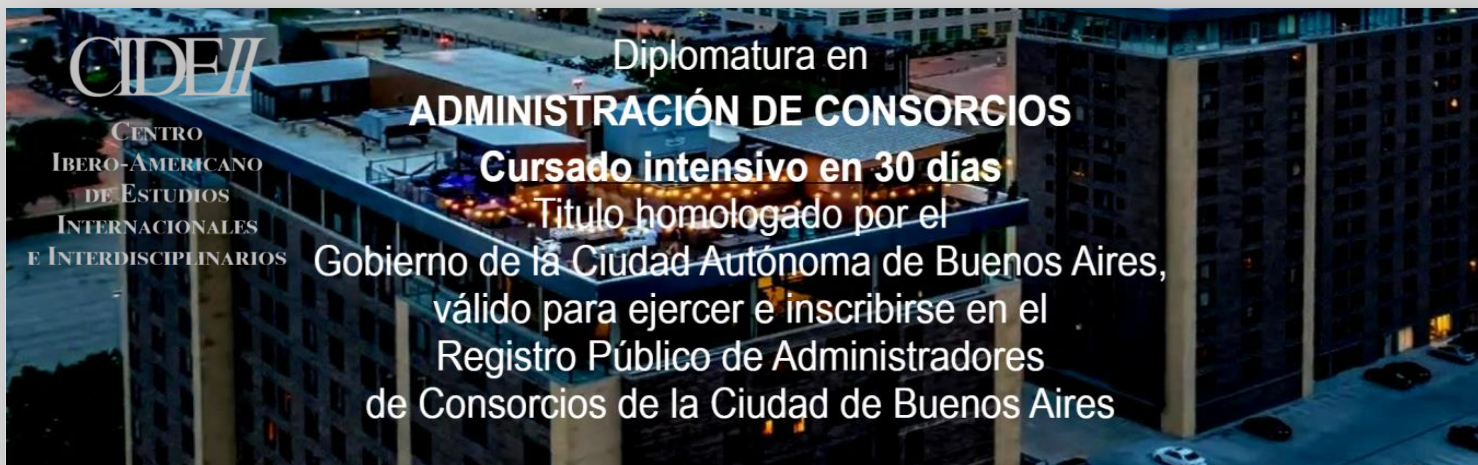 CIDEII
CENTRO
IBERO-AMERICANO
DE ESTUDIOS
INTERNACIONALES
E INTERDISCIPLINARIOS
Diplomatura en
ADMINISTRACIÓN DE CONSORCIOS
Cursado intensivo en 30 días
Titulo homologado por el
Gobierno de la Ciudad Autónoma de Buenos Aires,
válido para ejercer e inscribirse en el
Registro Público de Administradores
de Consorcios de la Ciudad de Buenos Aires